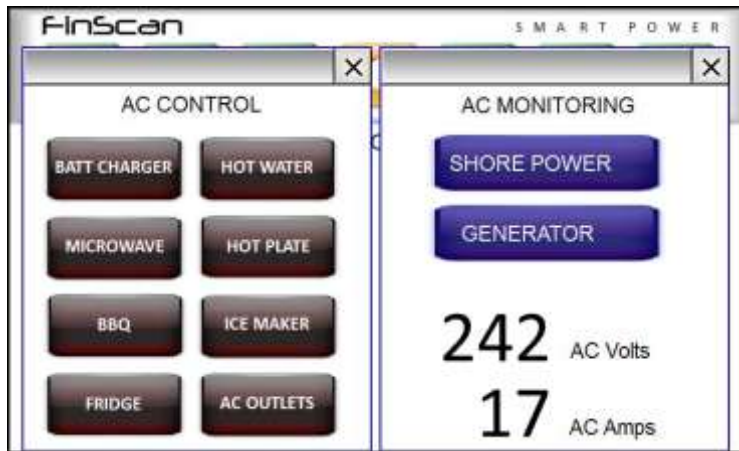 FinScan
SMART POWER
AC CONTROL
BATT CHARGER
HOT WATER
MICROWAVE
HOT PLATE
BBQ
ICE MAKER
FRIDGE
AC OUTLETS
AC MONITORING
SHORE POWER
GENERATOR
242 AC Volts
17 AC Amps